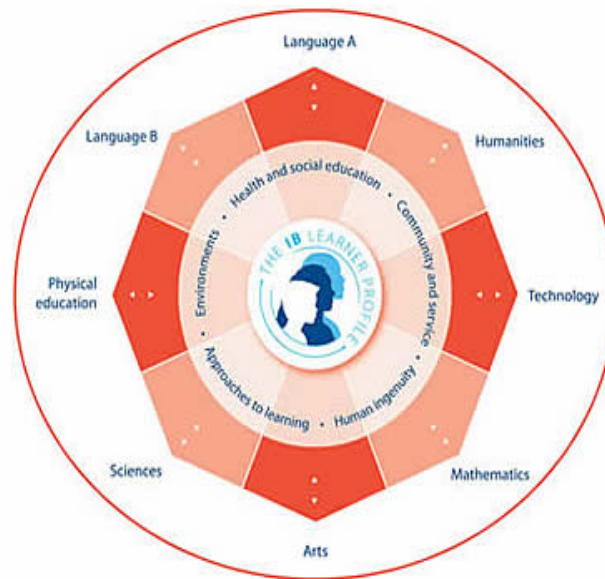 Language A
Language B
Humanities
Health and social education
•
Community and service
•
Human ingenuity
•
Approaches to learning
•
Environments
•
THE IB LEARNER PROFILE
Physical
education
Technology
Sciences
Mathematics
Arts